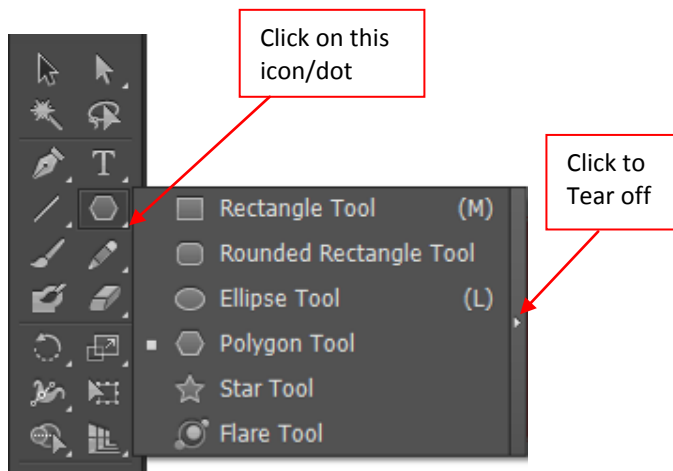 Click on this
icon/dot
Click to
Tear off
T
Rectangle Tool (M)
Rounded Rectangle Tool
Ellipse Tool (L)
Polygon Tool
Star Tool
Flare Tool